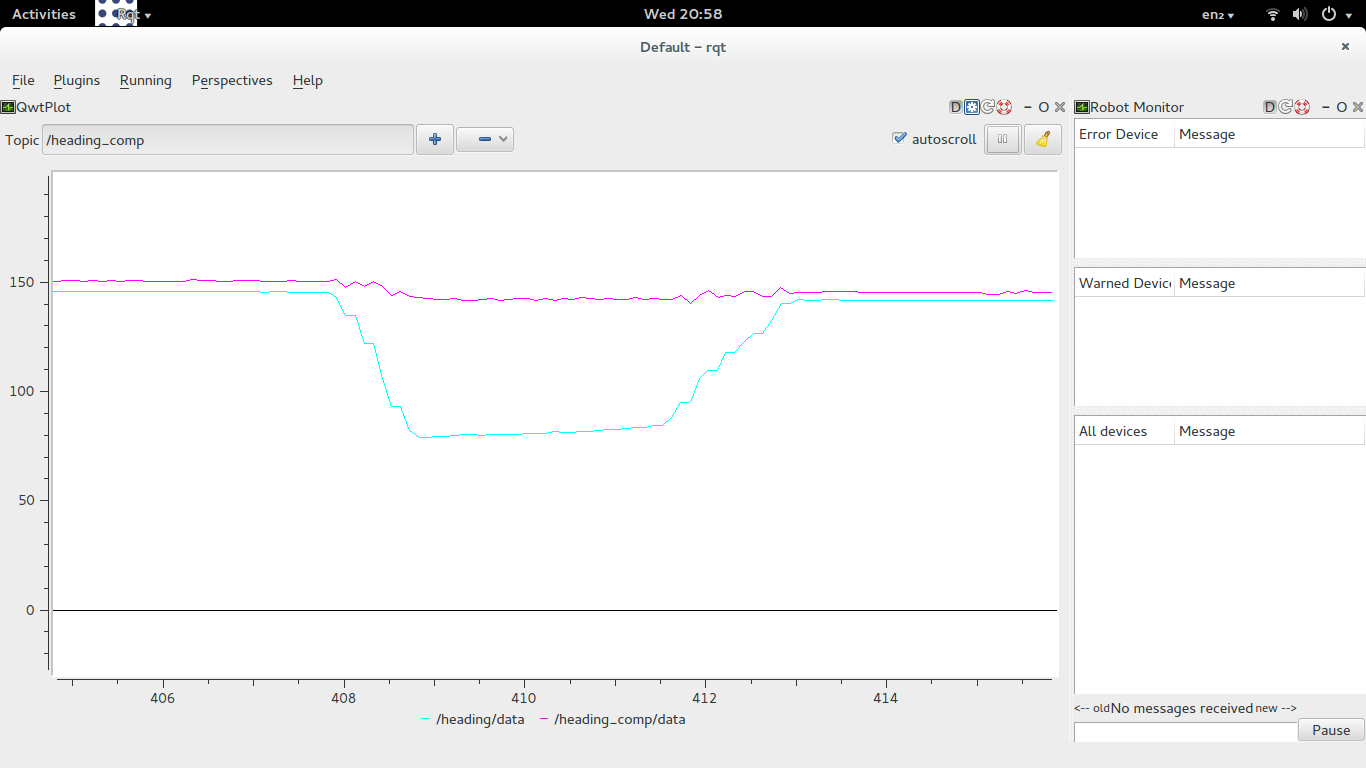 Activities Rqt Wed 20:58 en₂
Default – rqt
File Plugins Running Perspectives Help
QwtPlot D O
Topic /heading_comp autoscroll
150
100
50
0
406 408 410 412 414
/heading/data /heading_comp/data
Robot Monitor D O
Error Device Message
Warned Devic Message
All devices Message
<-- old No messages received new -->
Pause